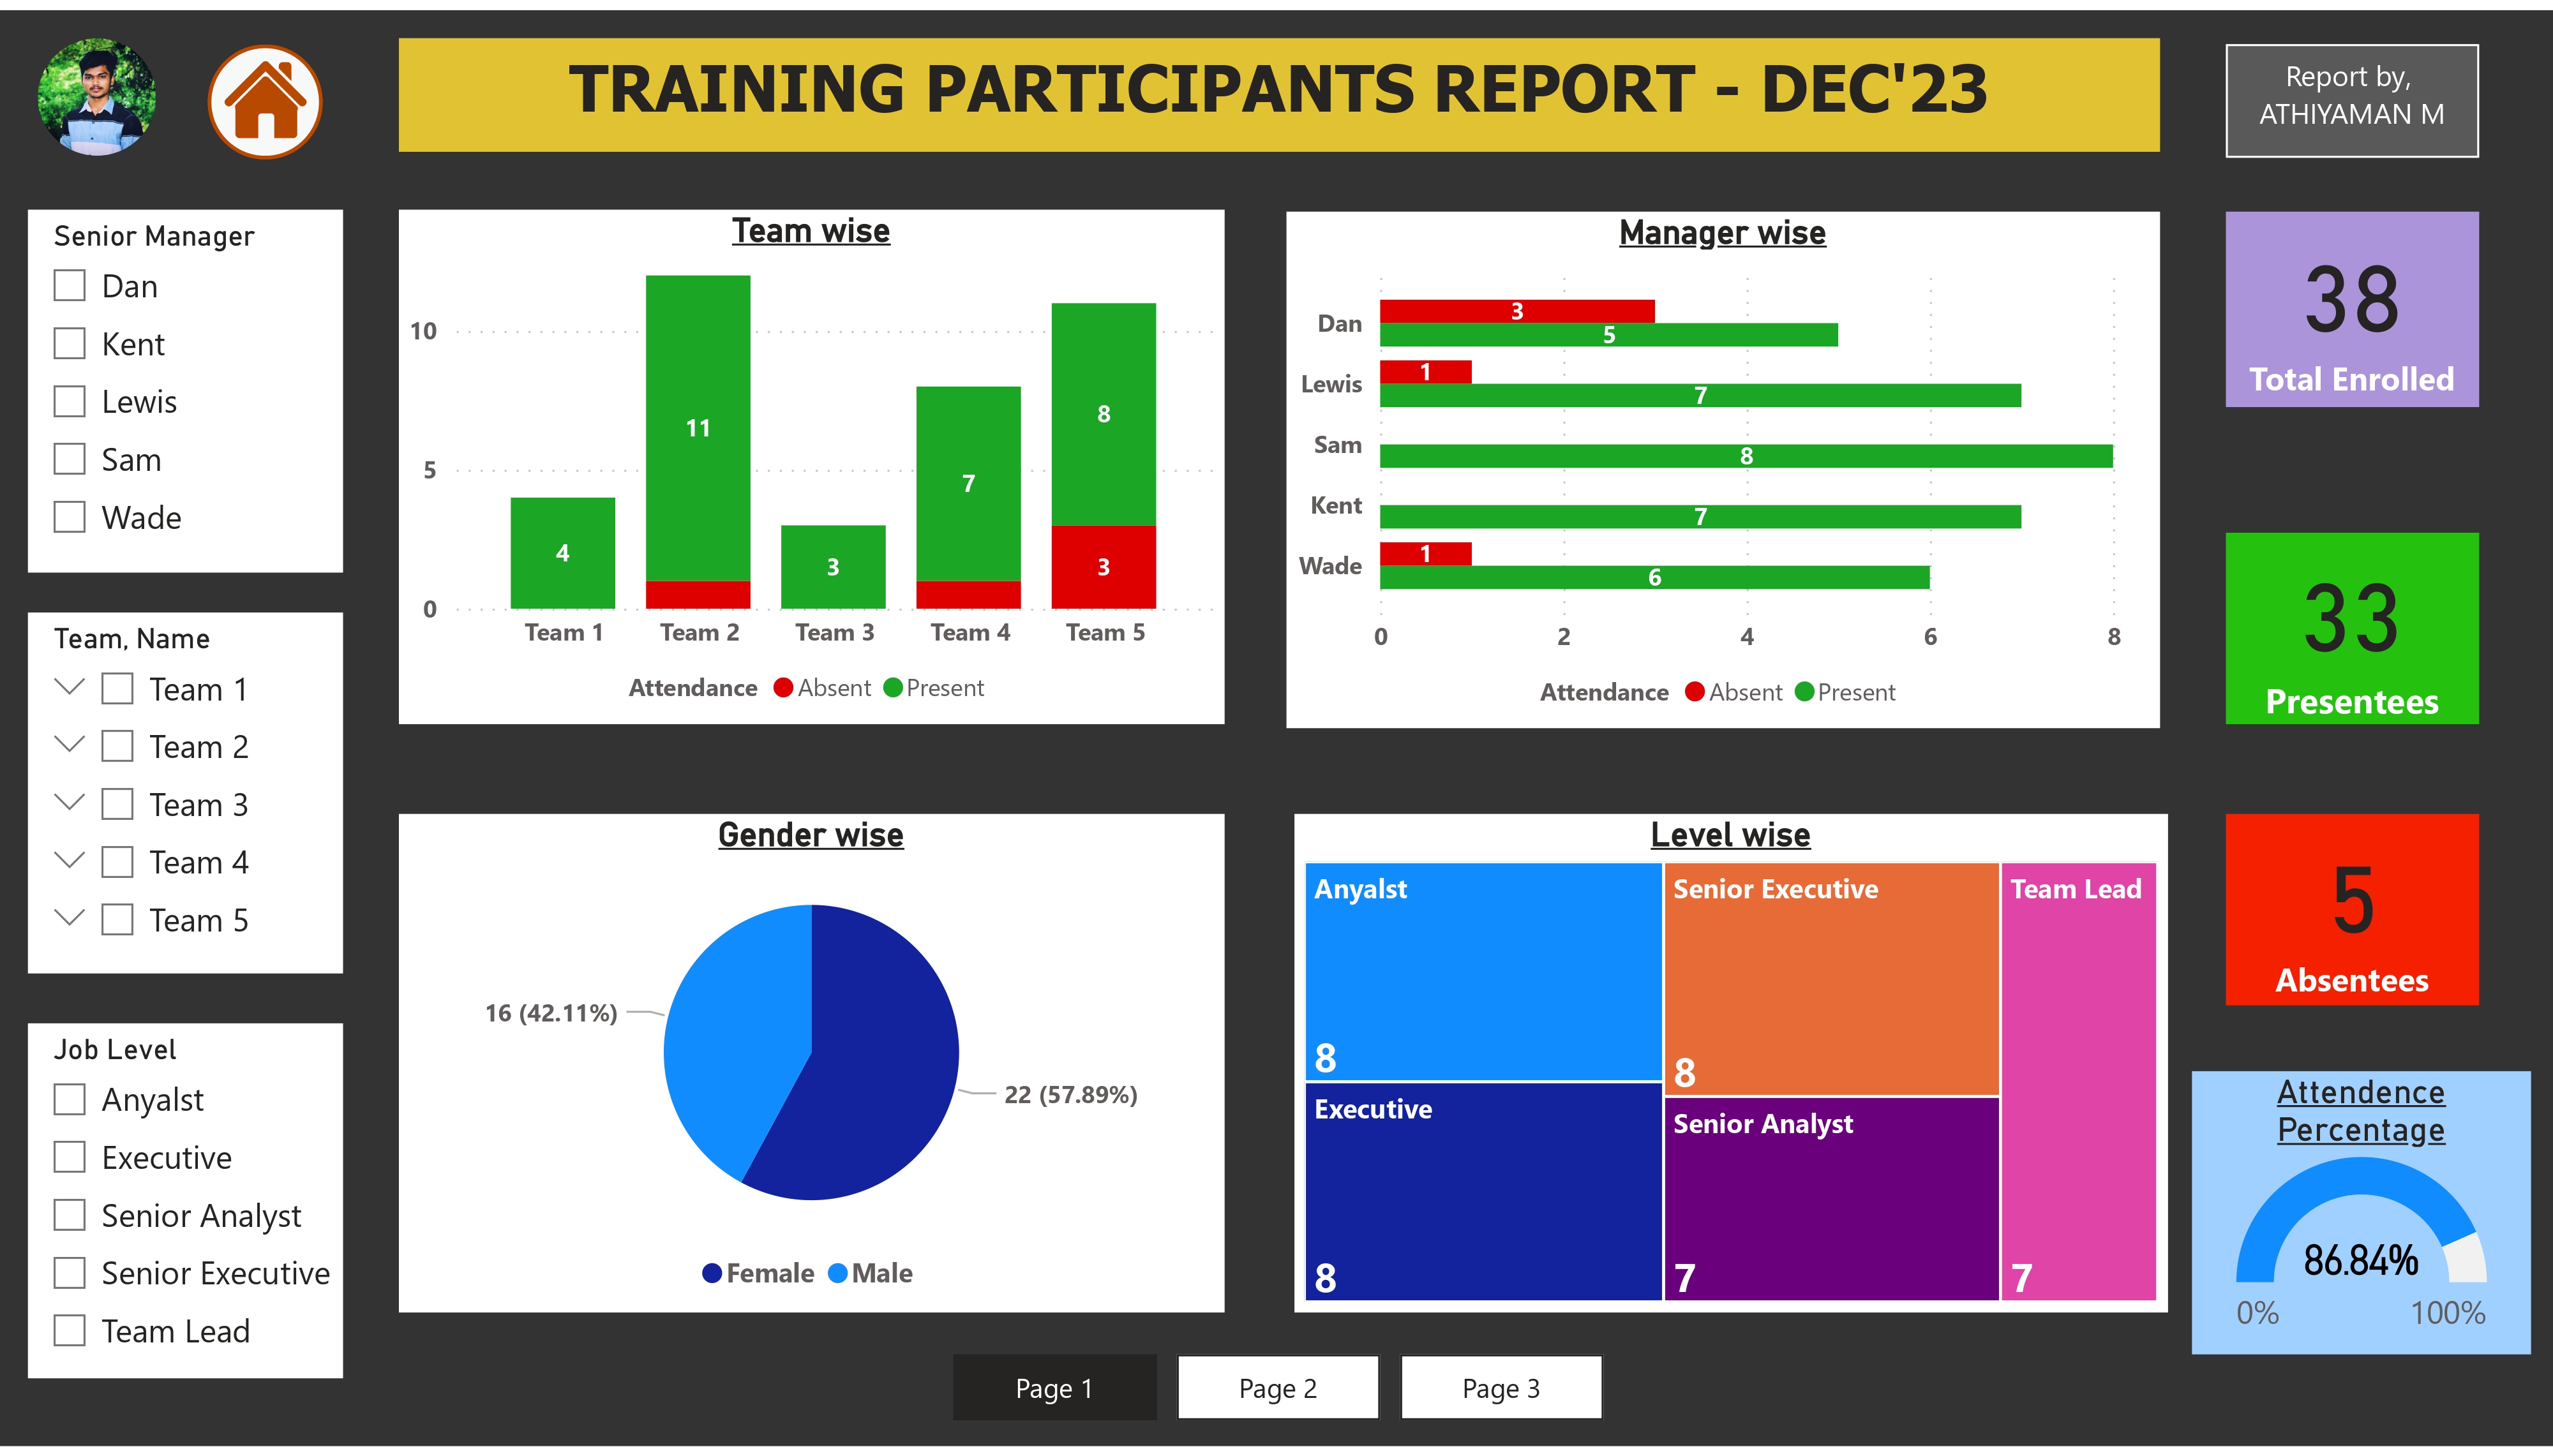 TRAINING PARTICIPANTS REPORT - DEC'23
Report by,
ATHIYAMAN M
Senior Manager
Dan
Kent
Lewis
Sam
Wade
Team, Name
Team 1
Team 2
Team 3
Team 4
Team 5
Job Level
Anyalst
Executive
Senior Analyst
Senior Executive
Team Lead
Team wise
10
5
0
4
11
3
7
8
3
Team 1
Team 2
Team 3
Team 4
Team 5
Attendance Absent Present
Manager wise
Dan
3
5
Lewis
1
7
Sam
8
Kent
7
Wade
1
6
0 2 4 6 8
Attendance Absent Present
38
Total Enrolled
33
Presentees
5
Absentees
Gender wise
16 (42.11%)
22 (57.89%)
Female Male
Level wise
Anyalst
8
Executive
8
Senior Executive
8
Senior Analyst
7
Team Lead
7
Attendence
Percentage
86.84%
0% 100%
Page 1
Page 2
Page 3